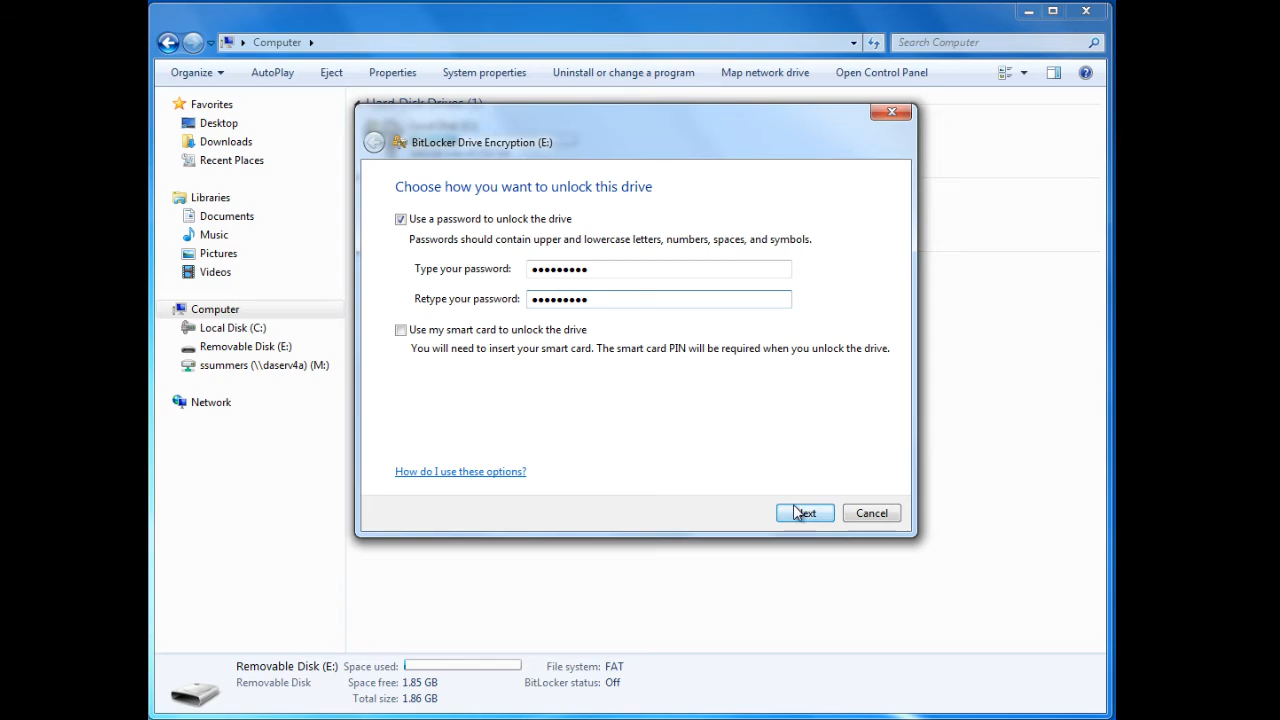 Computer
Search Computer
Organize AutoPlay Eject Properties System properties Uninstall or change a program Map network drive Open Control Panel
Favorites
Desktop
Downloads
Recent Places
Libraries
Documents
Music
Pictures
Videos
Computer
Local Disk (C:)
Removable Disk (E:)
ssummers (\\daserv4a) (M:)
Network
Hard Disk Drives (1)
BitLocker Drive Encryption (E:)
Choose how you want to unlock this drive
Use a password to unlock the drive
Passwords should contain upper and lowercase letters, numbers, spaces, and symbols.
Type your password: •••••••••
Retype your password: •••••••••
Use my smart card to unlock the drive
You will need to insert your smart card. The smart card PIN will be required when you unlock the drive.
How do I use these options?
Next Cancel
Removable Disk (E:) Space used: File system: FAT
Removable Disk Space free: 1.85 GB BitLocker status: Off
Total size: 1.86 GB